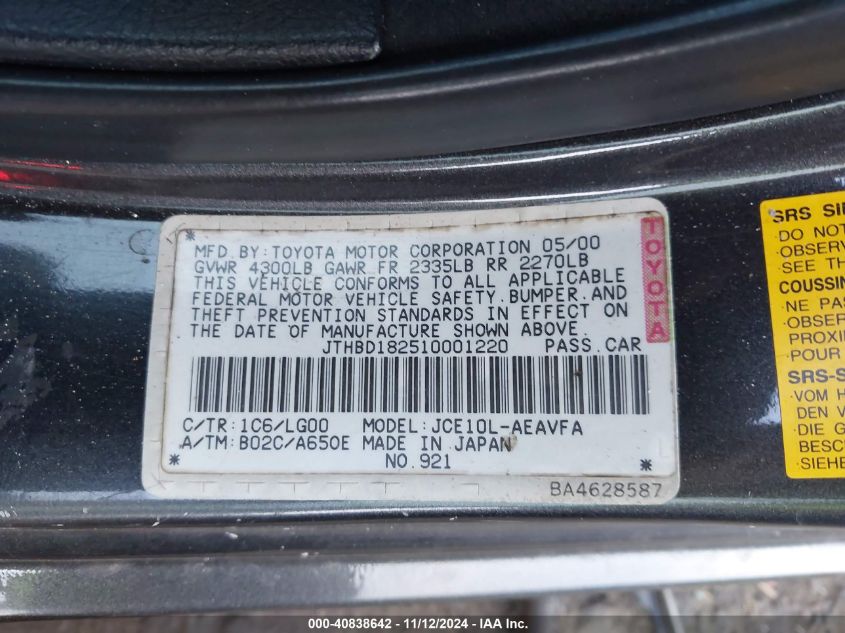 MFD.BY:TOYOTA MOTOR CORPORATION 05/00
GVWR 4300LB GAWR FR 2335LB RR 2270LB
THIS VEHICLE CONFORMS TO ALL APPLICABLE
FEDERAL MOTOR VEHICLE SAFETY.BUMPER.AND
THEFT PREVENTION STANDARDS IN EFFECT ON
THE DATE OF MANUFACTURE SHOWN ABOVE.
JTHBD182510001220 PASS.CAR
C/TR:1C6/LG00 MODEL:JCE10L-AEAVFA
A/TM:B02C/A650E MADE IN JAPAN
NO.921
BA4628587
TOYOTA
SRS
DO NOT
·OBSERV
·SEE TH
COUSSIN
·NE PAS
·OBSER
PROXI
·POUR
SRS-S
·VOM H
DEN V
·DIE G
BESC
·SIEHE
000-40838642 - 11/12/2024 - IAA Inc.